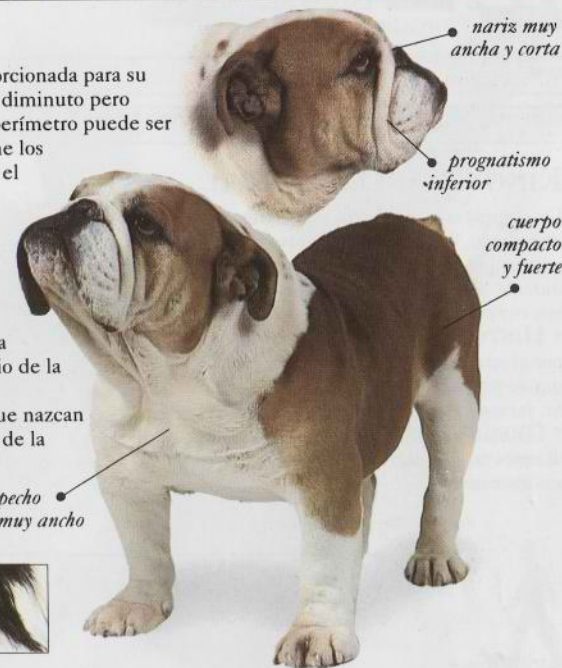 orcionada para su
diminuto pero
erímetro puede ser
e los
el
a
io de la
ue nazcan
de la
nariz muy
ancha y corta
prognatismo
inferior
cuerpo
compacto
y fuerte
pecho
muy ancho